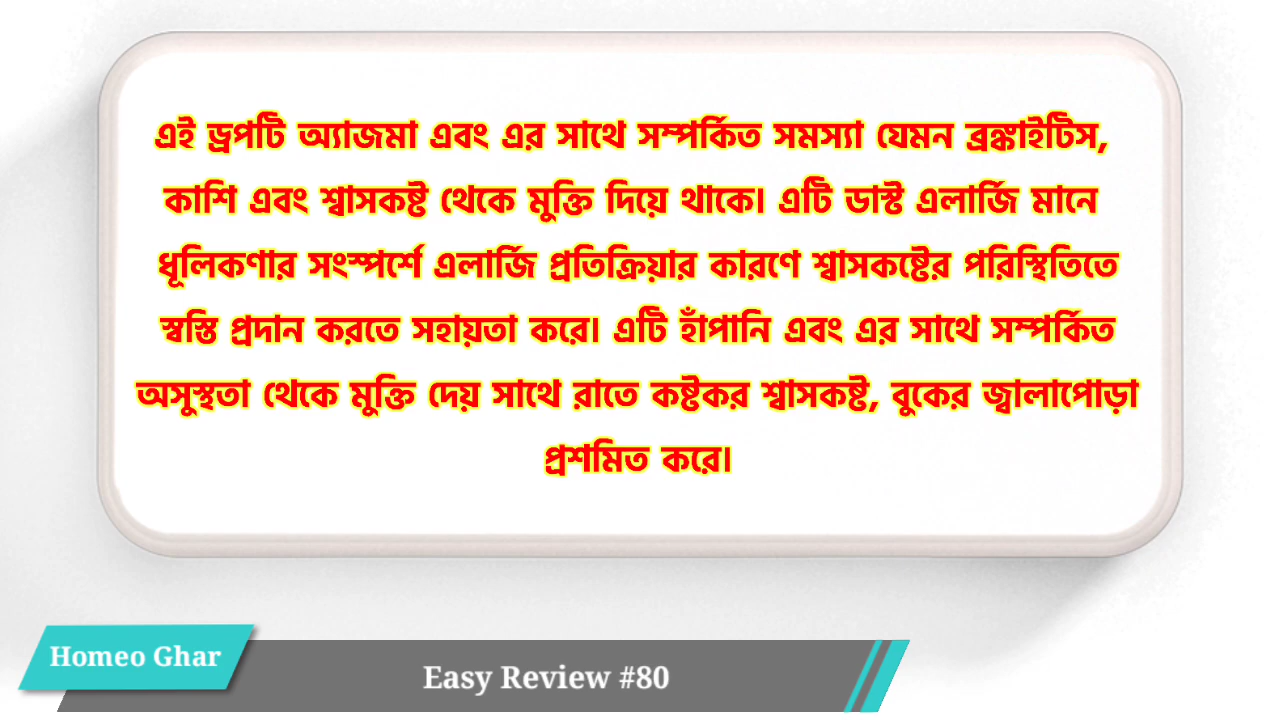 এই ড্রপটি অ্যাজমা এবং এর সাথে সম্পর্কিত সমস্যা যেমন ব্রঙ্কাইটিস,
কাশি এবং শ্বাসকষ্ট থেকে মুক্তি দিয়ে থাকে। এটি ডাস্ট এলার্জি মানে
ধূলিকণার সংস্পর্শে এলার্জি প্রতিক্রিয়ার কারণে শ্বাসকষ্টের পরিস্থিতিতে
স্বস্তি প্রদান করতে সহায়তা করে। এটি হাঁপানি এবং এর সাথে সম্পর্কিত
অসুস্থতা থেকে মুক্তি দেয় সাথে রাতে কষ্টকর শ্বাসকষ্ট, বুকের জ্বালাপোড়া
প্রশমিত করে।
Homeo Ghar
Easy Review #80